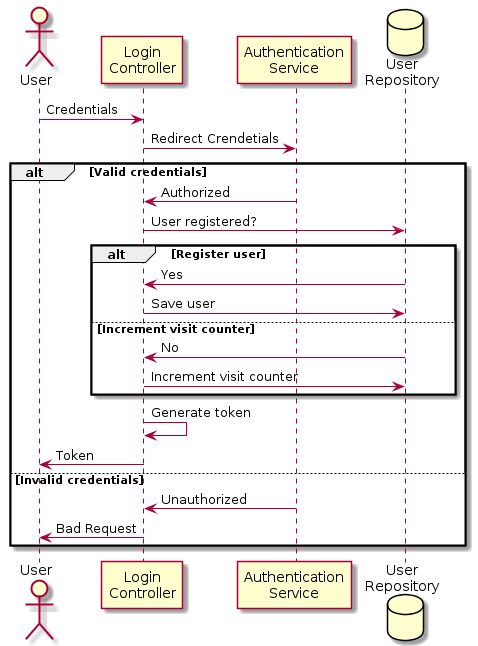 User
Login
Controller
Authentication
Service
User
Repository
Credentials
Redirect Crendetials
alt [Valid credentials]
Authorized
User registered?
alt [Register user]
Yes
Save user
[Increment visit counter]
No
Increment visit counter
Generate token
Token
[Invalid credentials]
Unauthorized
Bad Request
User
Login
Controller
Authentication
Service
User
Repository